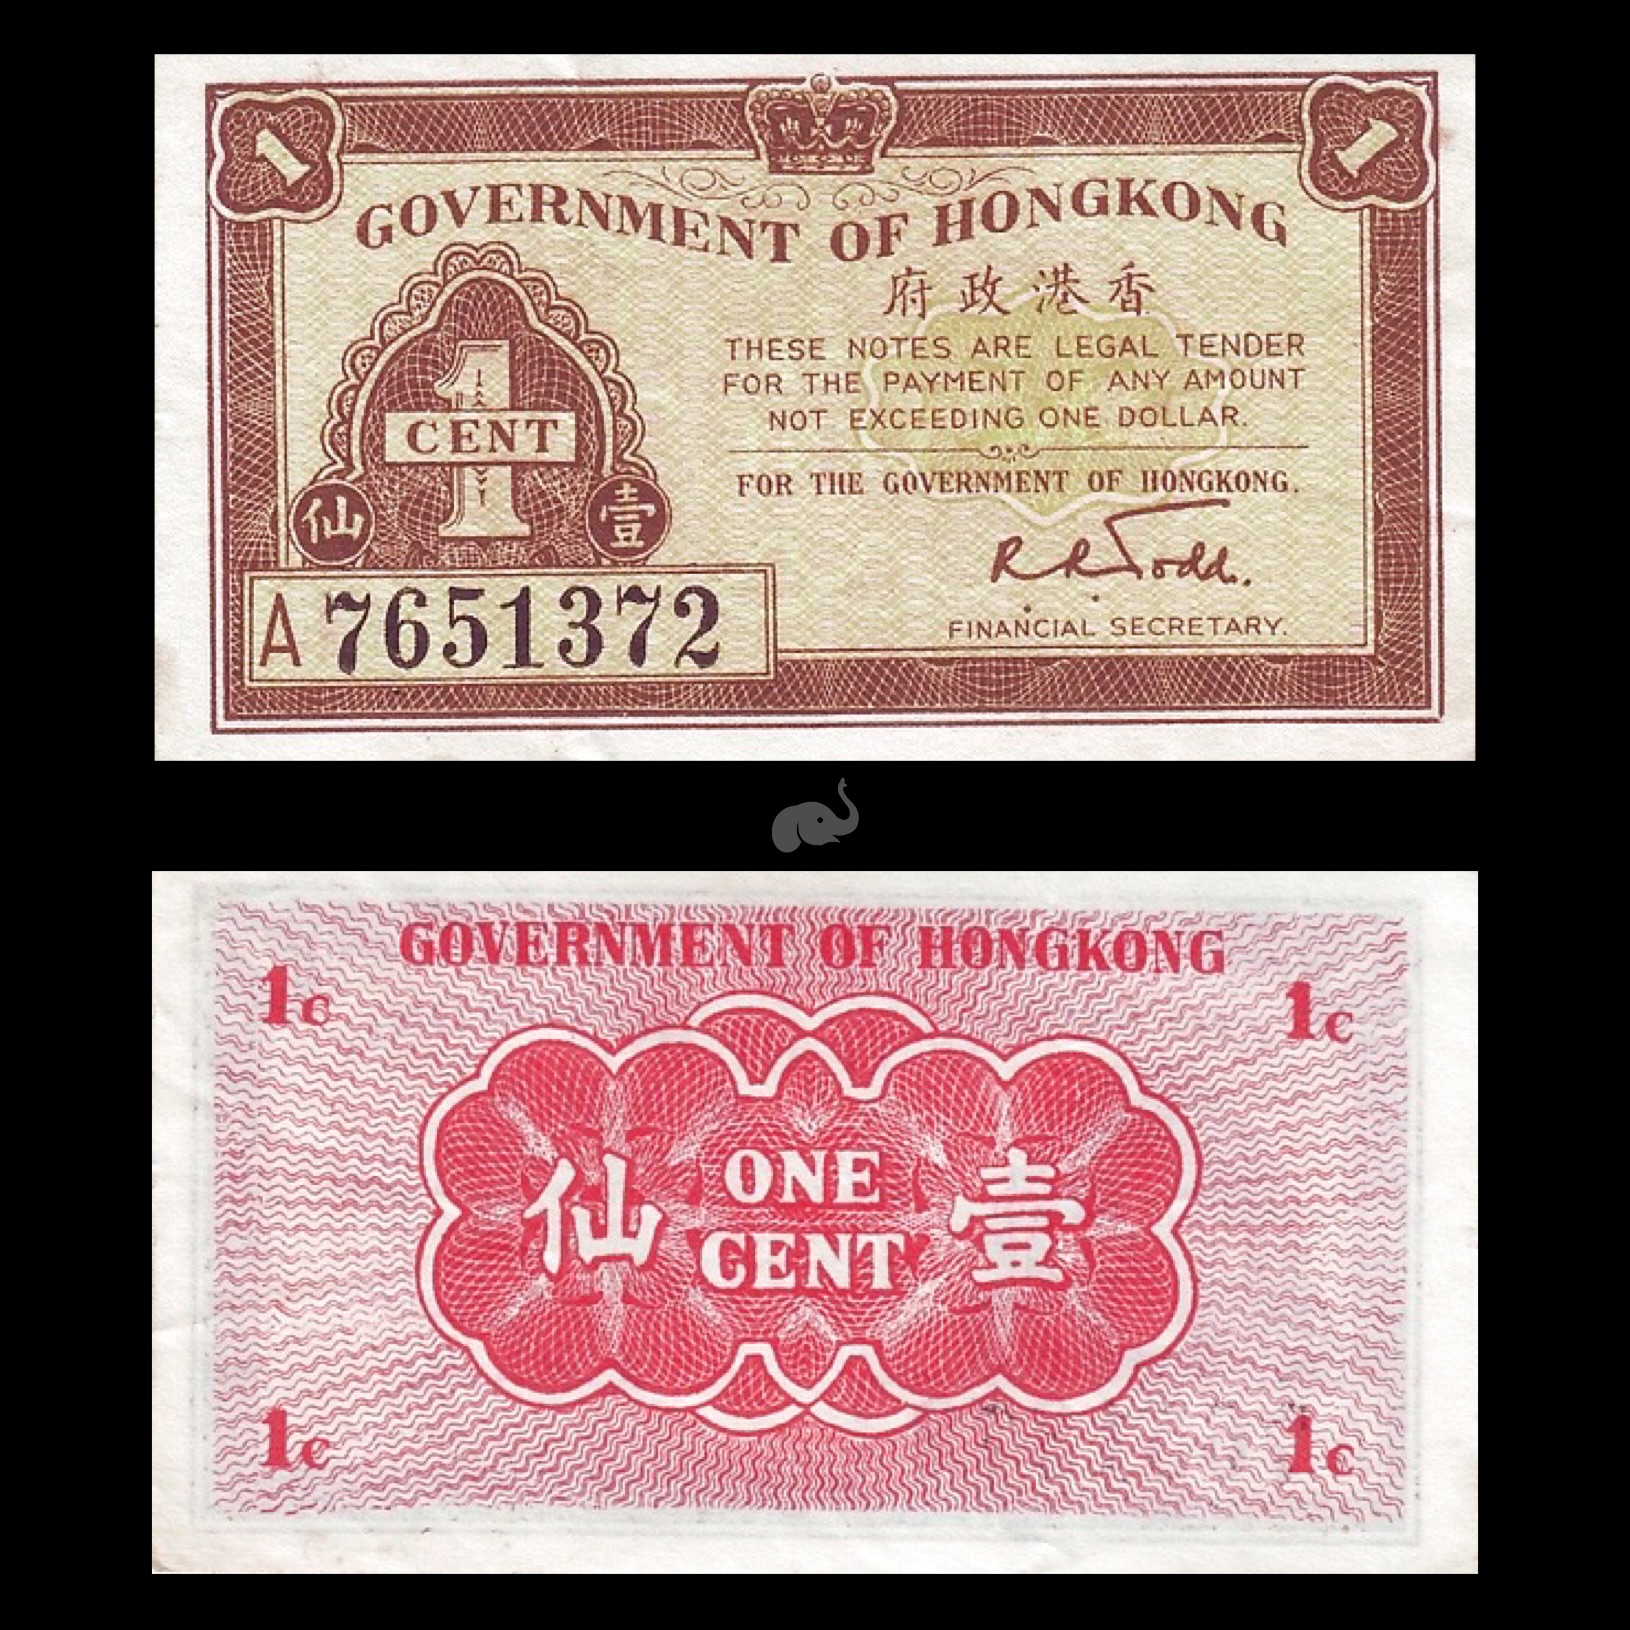 1
1
GOVERNMENT OF HONGKONG
府政港香
THESE NOTES ARE LEGAL TENDER
FOR THE PAYMENT OF ANY AMOUNT
NOT EXCEEDING ONE DOLLAR.
FOR THE GOVERNMENT OF HONGKONG.
1
CENT
仙
壹
R R Todd.
FINANCIAL SECRETARY.
A 7651372
GOVERNMENT OF HONGKONG
1c
1c
仙
ONE
CENT
壹
1c
1c